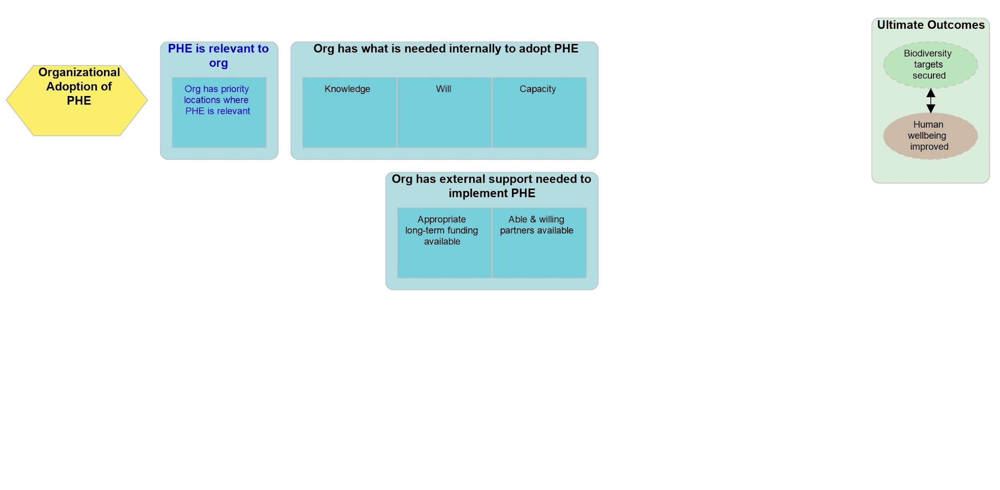 Ultimate Outcomes
Biodiversity
targets
secured
Human
wellbeing
improved
Organizational
Adoption of
PHE
PHE is relevant to
org
Org has priority
locations where
PHE is relevant
Org has what is needed internally to adopt PHE
Knowledge
Will
Capacity
Org has external support needed to
implement PHE
Appropriate
long-term funding
available
Able & willing
partners available